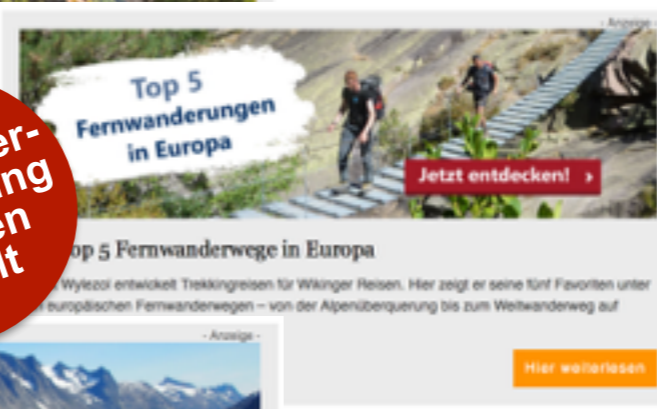 - Anzeige -
Top 5
Fernwanderungen
in Europa
Jetzt entdecken! ›
er-
ng
en
lt
op 5 Fernwanderwege in Europa
Wylezol entwickelt Trekkingreisen für Wikinger Reisen. Hier zeigt er seine fünf Favoriten unter
europäischen Fernwanderwegen – von der Alpenüberquerung bis zum Weitwanderweg auf
- Anzeige -
Hier weiterlesen